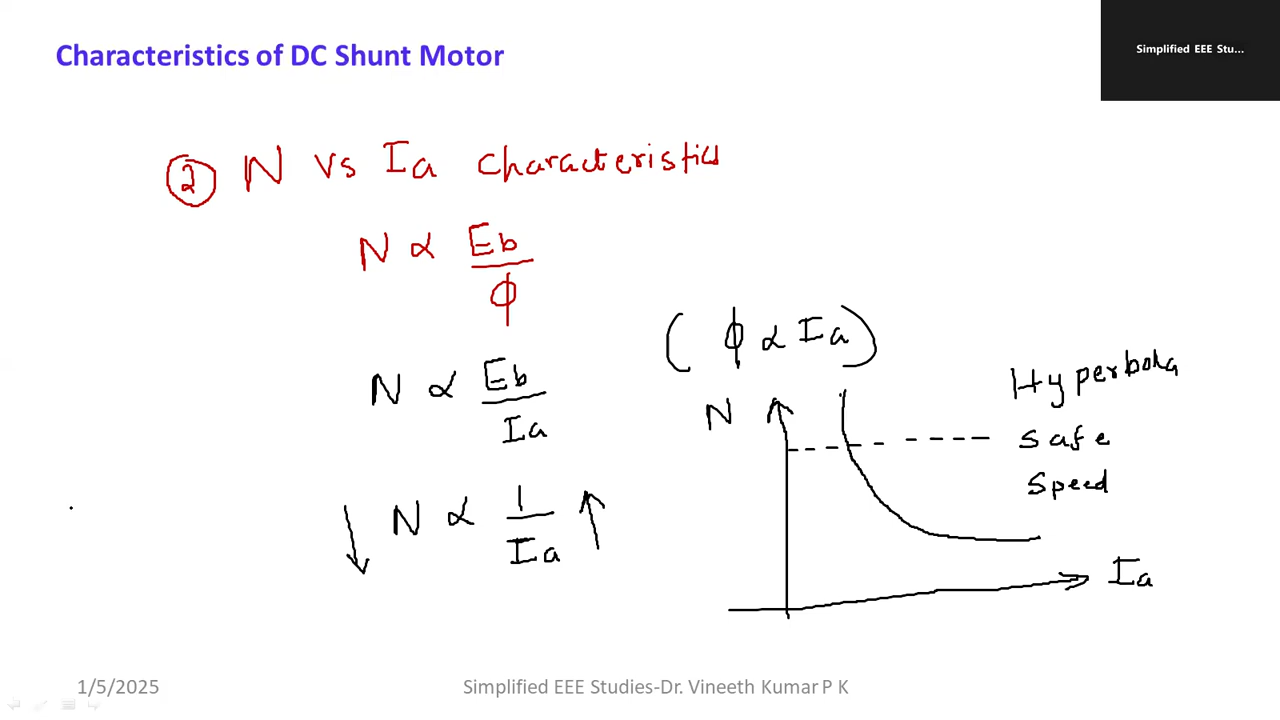 Characteristics of DC Shunt Motor
Simplified EEE Stu...
② N vs Ia characteristics
N ∝ Eb
ϕ
( ϕ ∝ Ia )
N ∝ Eb
Ia
Hyperbola
N
safe
speed
N ∝ 1
Ia
Ia
1/5/2025
Simplified EEE Studies-Dr. Vineeth Kumar P K